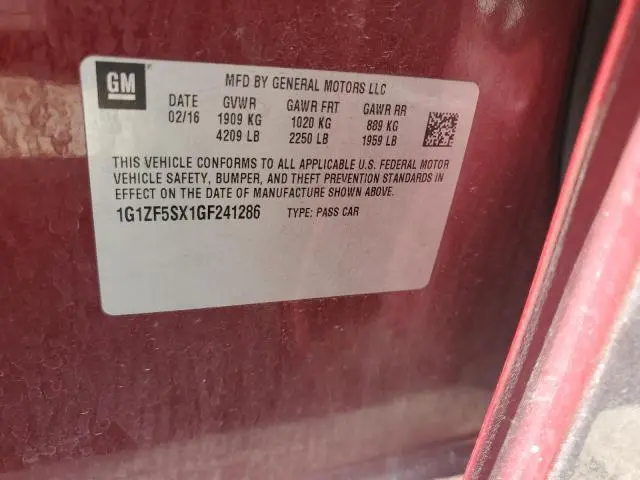 GM
MFD BY GENERAL MOTORS LLC
DATE GVWR GAWR FRT GAWR RR
02/16 1909 KG 1020 KG 889 KG
4209 LB 2250 LB 1959 LB
THIS VEHICLE CONFORMS TO ALL APPLICABLE U.S. FEDERAL MOTOR
VEHICLE SAFETY, BUMPER, AND THEFT PREVENTION STANDARDS IN
EFFECT ON THE DATE OF MANUFACTURE SHOWN ABOVE.
1G1ZF5SX1GF241286 TYPE: PASS CAR